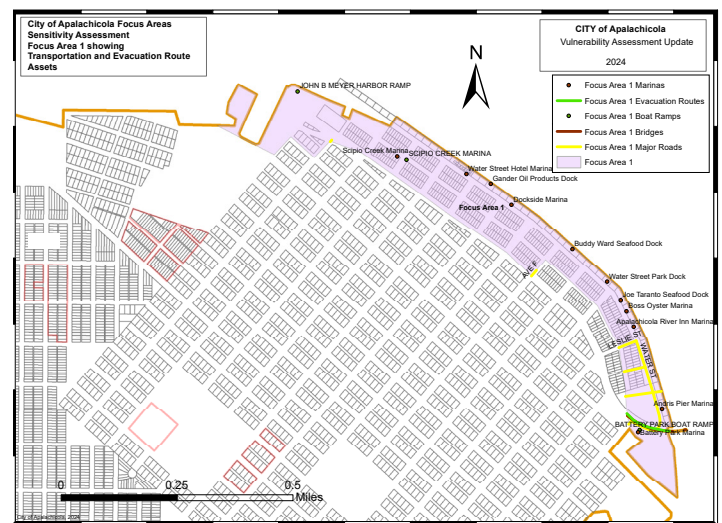 City of Apalachicola Focus Areas
Sensitivity Assessment
Focus Area 1 showing
Transportation and Evacuation Route
Assets
CITY of Apalachicola
Vulnerability Assessment Update
2024
N
Focus Area 1 Marinas
Focus Area 1 Evacuation Routes
Focus Area 1 Boat Ramps
Focus Area 1 Bridges
Focus Area 1 Major Roads
Focus Area 1
JOHN B MEYER HARBOR RAMP
Scipio Creek Marina
SCIPIO CREEK MARINA
Water Street Hotel Marina
Gander Oil Products Dock
Dockside Marina
Focus Area 1
Buddy Ward Seafood Dock
AVE F
Water Street Park Dock
Joe Taranto Seafood Dock
Boss Oyster Marina
Apalachicola River Inn Marina
LESLIE ST
WATER ST
Andris Pier Marina
BATTERY PARK BOAT RAMP
Battery Park Marina
0 0.25 0.5
Miles
City of Apalachicola, 2024